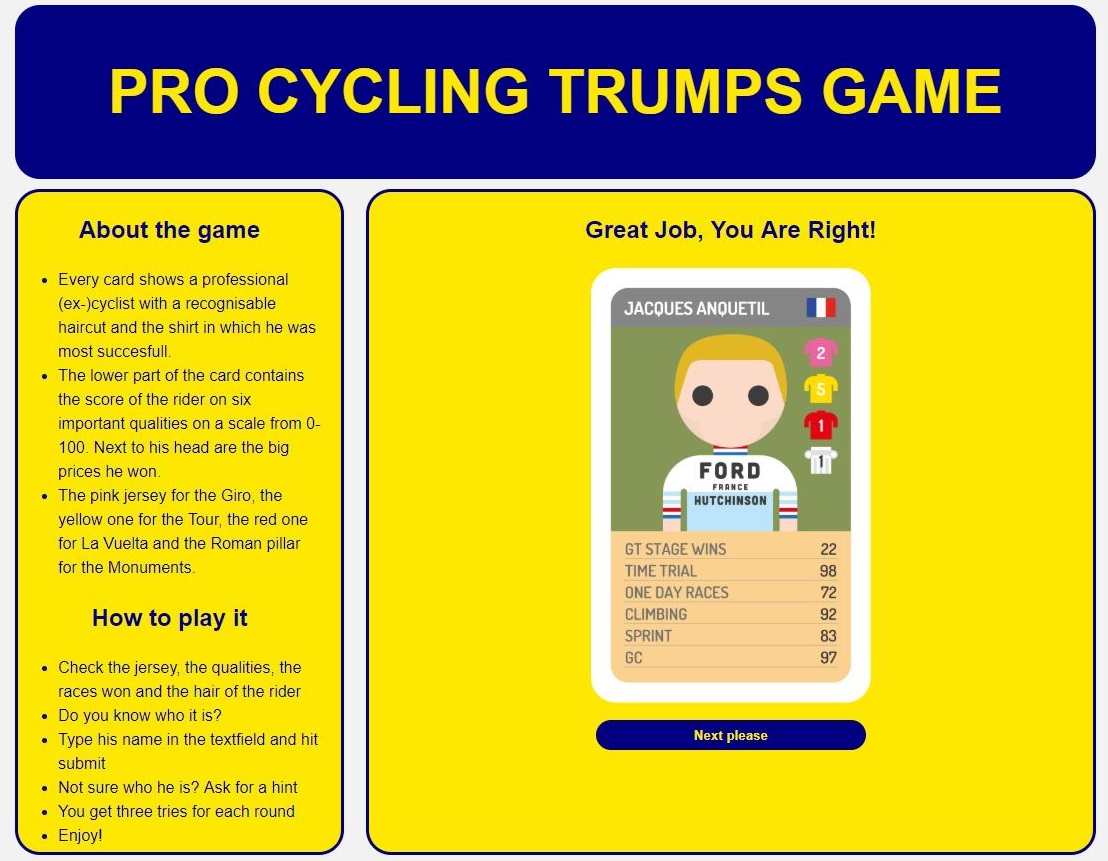 PRO CYCLING TRUMPS GAME
About the game
Every card shows a professional
(ex-)cyclist with a recognisable
haircut and the shirt in which he was
most succesfull.
The lower part of the card contains
the score of the rider on six
important qualities on a scale from 0-
100. Next to his head are the big
prices he won.
The pink jersey for the Giro, the
yellow one for the Tour, the red one
for La Vuelta and the Roman pillar
for the Monuments.
How to play it
Check the jersey, the qualities, the
races won and the hair of the rider
Do you know who it is?
Type his name in the textfield and hit
submit
Not sure who he is? Ask for a hint
You get three tries for each round
Enjoy!
Great Job, You Are Right!
JACQUES ANQUETIL
2
5
1
1
FORD
FRANCE
HUTCHINSON
GT STAGE WINS 22
TIME TRIAL 98
ONE DAY RACES 72
CLIMBING 92
SPRINT 83
GC 97
Next please